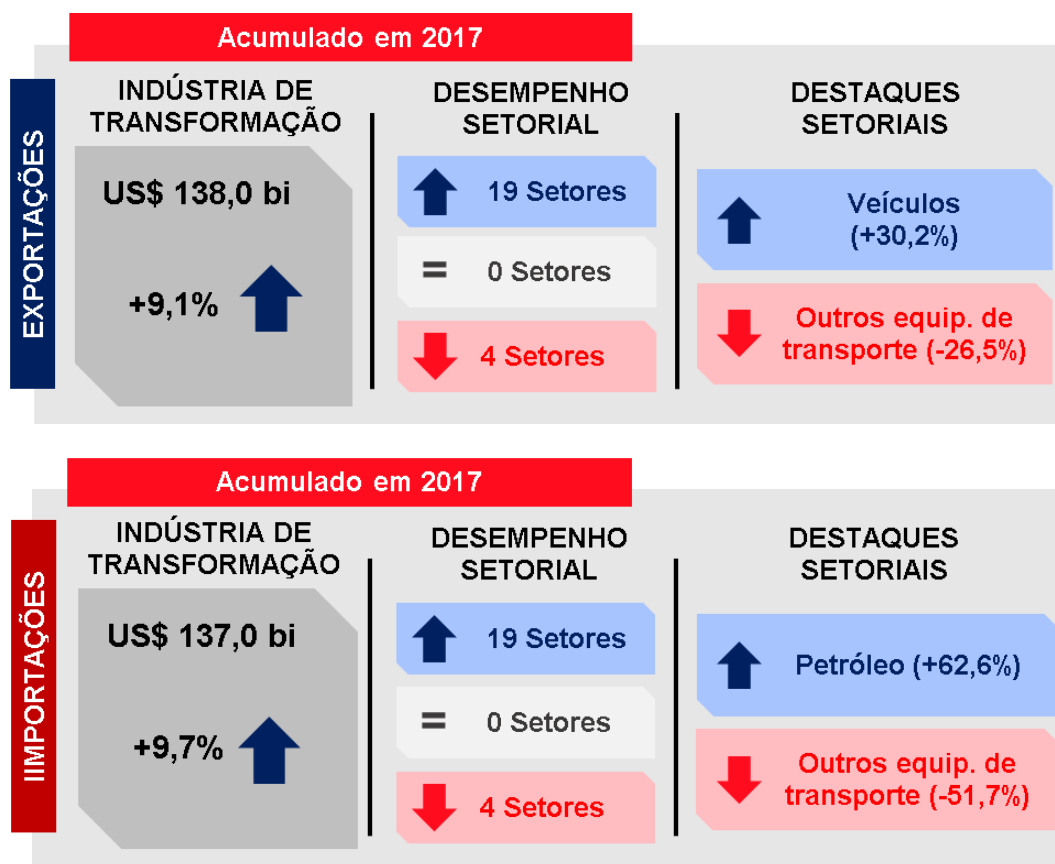 Acumulado em 2017
EXPORTAÇÕES
INDÚSTRIA DE
TRANSFORMAÇÃO
US$ 138,0 bi
+9,1%
DESEMPENHO
SETORIAL
19 Setores
= 0 Setores
4 Setores
DESTAQUES
SETORIAIS
Veículos
(+30,2%)
Outros equip. de
transporte (-26,5%)
Acumulado em 2017
IIMPORTAÇÕES
INDÚSTRIA DE
TRANSFORMAÇÃO
US$ 137,0 bi
+9,7%
DESEMPENHO
SETORIAL
19 Setores
= 0 Setores
4 Setores
DESTAQUES
SETORIAIS
Petróleo (+62,6%)
Outros equip. de
transporte (-51,7%)